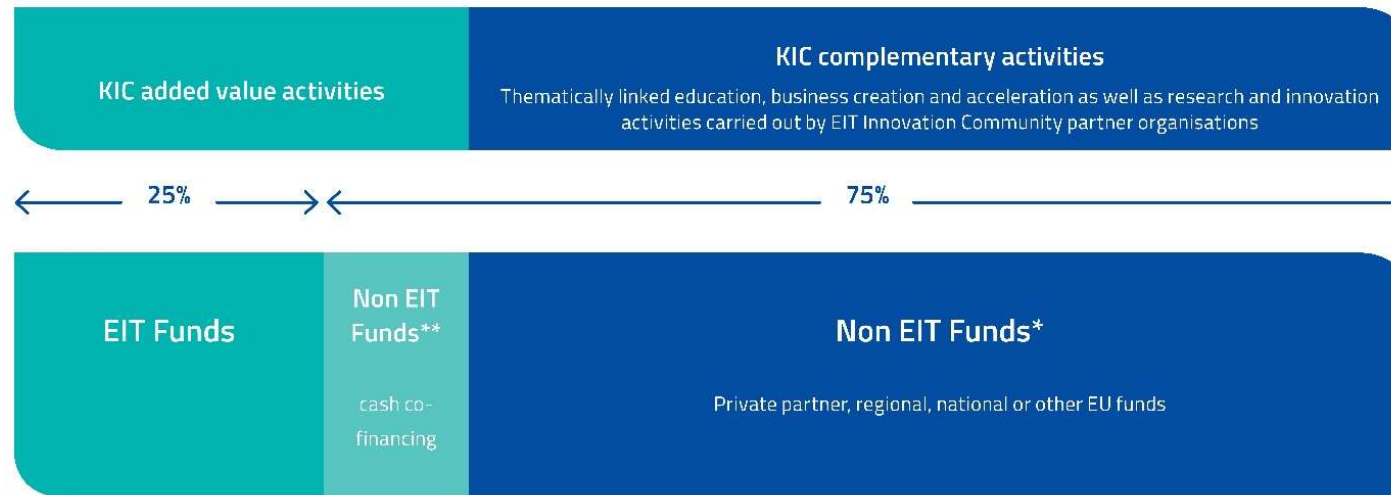 KIC added value activities
KIC complementary activities
Thematically linked education, business creation and acceleration as well as research and innovation
activities carried out by EIT Innovation Community partner organisations
25%
75%
EIT Funds
Non EIT
Funds**
cash co-
financing
Non EIT Funds*
Private partner, regional, national or other EU funds